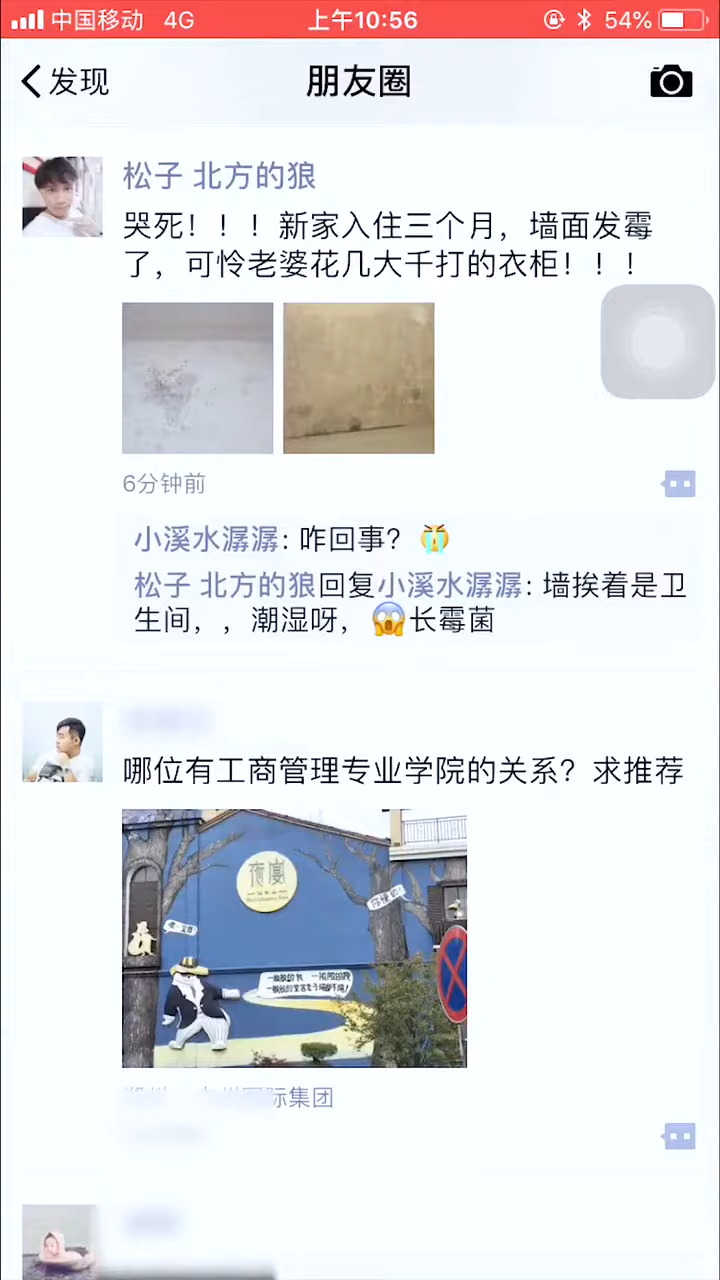 中国移动 4G 上午10:56 54%
发现 朋友圈
松子 北方的狼
哭死！！！新家入住三个月，墙面发霉
了，可怜老婆花几大千打的衣柜！！！
6分钟前
小溪水潺潺: 咋回事？😭
松子 北方的狼回复小溪水潺潺: 墙挨着是卫
生间，，潮湿呀，😱长霉菌
哪位有工商管理专业学院的关系？求推荐
夜宴
国际集团